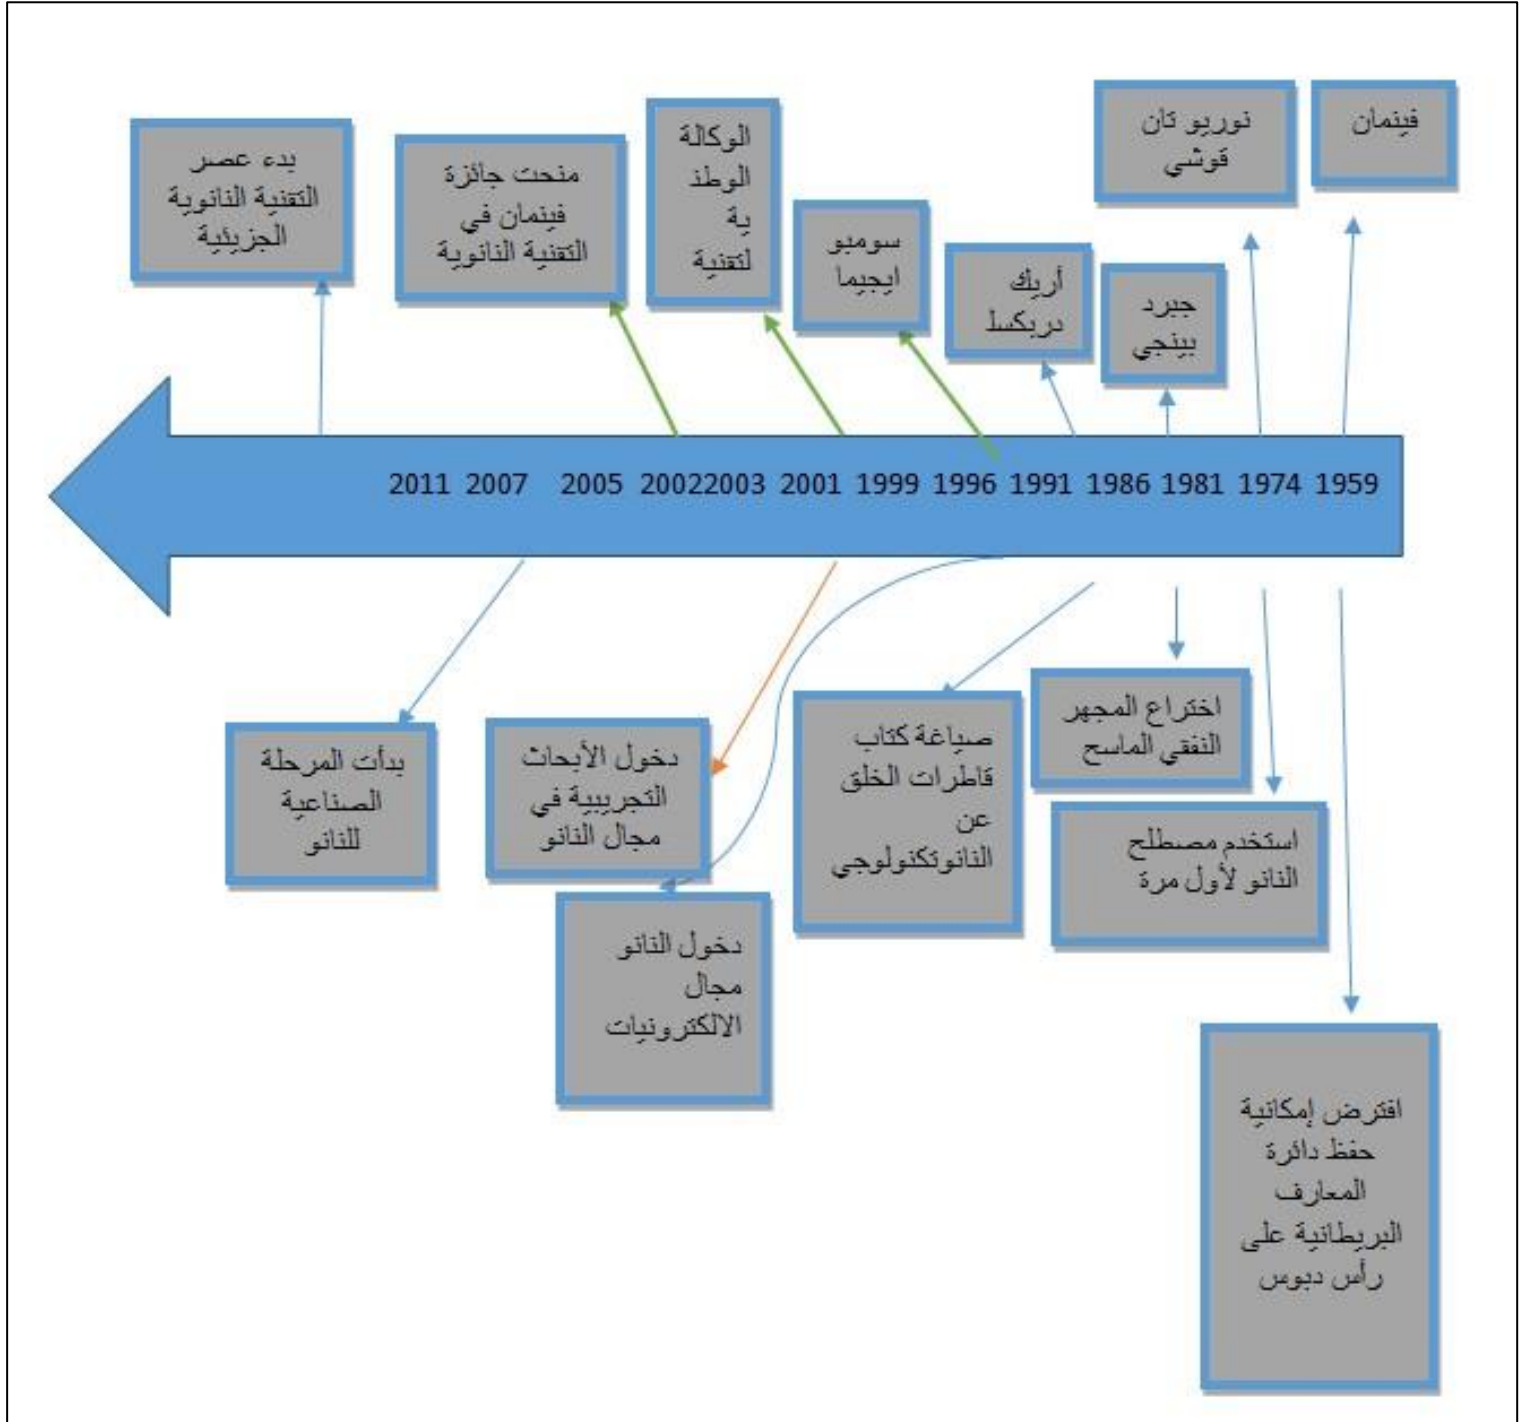 فينمان
نوريو تان
قوشي
جيرد
بينجي
أريك
دريكسل
سوميو
ايجيما
الوكالة
الوطنـ
ية
لتقنية
منحت جائزة
فينمان في
التقنية النانوية
بدء عصر
التقنية النانوية
الجزيئية
2011 2007 2005 20022003 2001 1999 1996 1991 1986 1981 1974 1959
اختراع المجهر
النفقي الماسح
استخدم مصطلح
النانو لأول مرة
افترض إمكانية
حفظ دائرة
المعارف
البريطانية على
رأس دبوس
صياغة كتاب
قاطرات الخلق
عن
النانوتكنولوجي
دخول الأبحاث
التجريبية في
مجال النانو
دخول النانو
مجال
الالكترونيات
بدأت المرحلة
الصناعية
للنانو